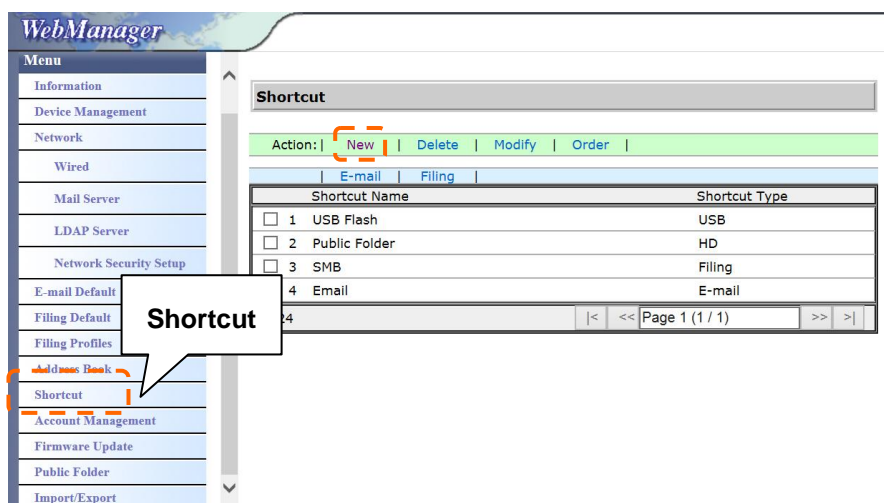 WebManager
Menu
Information
Device Management
Network
Wired
Mail Server
LDAP Server
Network Security Setup
E-mail Default
Filing Default
Filing Profiles
Address Book
Shortcut
Account Management
Firmware Update
Public Folder
Import/Export
Shortcut
Shortcut
Action: | New | Delete | Modify | Order |
| E-mail | Filing |
Shortcut Name Shortcut Type
1 USB Flash USB
2 Public Folder HD
3 SMB Filing
4 Email E-mail
24 |< << Page 1 (1 / 1) >> >|